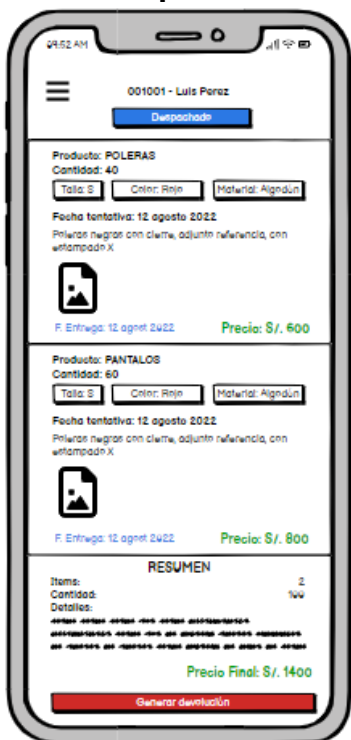 09:52 AM
001001 - Luis Perez
Despachado
Producto: POLERAS
Cantidad: 40
Talla: S Color: Rojo Material: Algodón
Fecha tentativa: 12 agosto 2022
Poleras negras con cierre, adjunto referencia, con
estampado X
F. Entrega: 12 agost 2022 Precio: S/. 600
Producto: PANTALOS
Cantidad: 60
Talla: S Color: Rojo Material: Algodón
Fecha tentativa: 12 agosto 2022
Poleras negras con cierre, adjunto referencia, con
estampado X
F. Entrega: 12 agost 2022 Precio: S/. 800
RESUMEN
Items: 2
Cantidad: 100
Detalles:
Precio Final: S/. 1400
Generar devolución